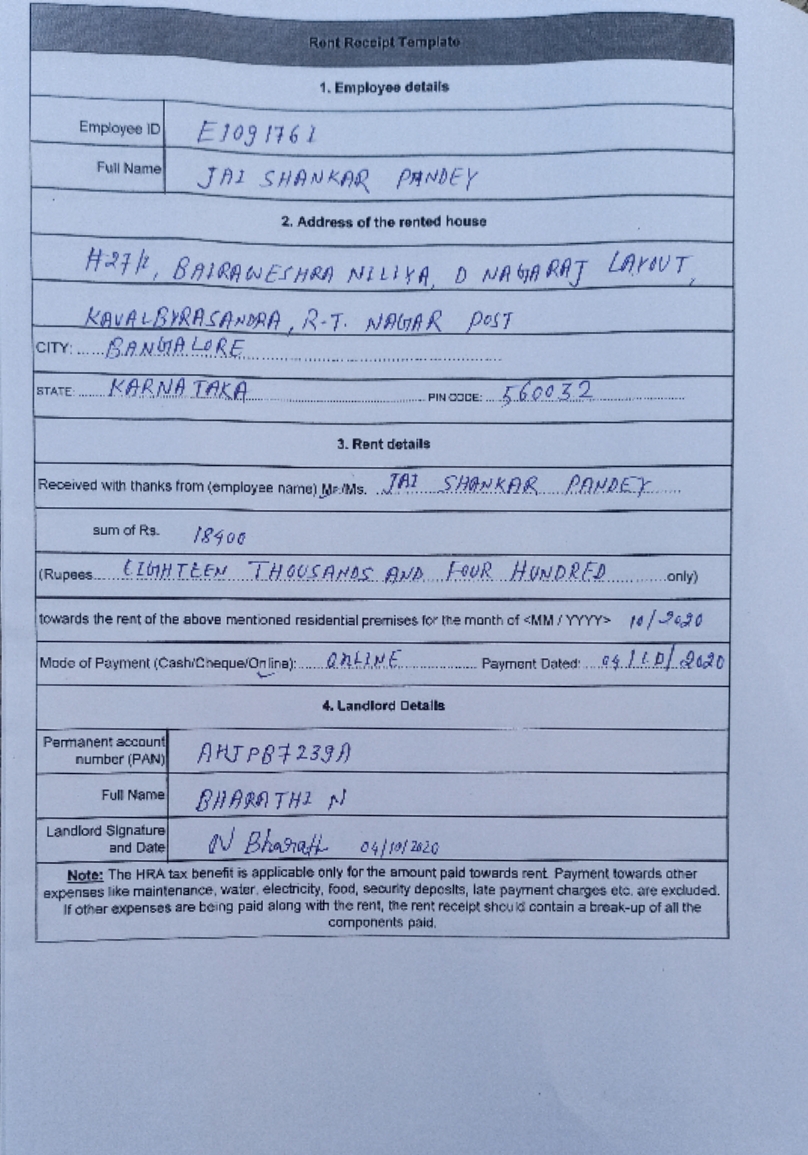 Rent Receipt Template
1. Employee details
Employee ID E1091761
Full Name JAI SHANKAR PANDEY
2. Address of the rented house
#27/1, BAIRAWESHRA NILIYA, D NAGARAJ LAYOUT,
KAVALBYRASANDRA, R.T. NAGAR POST
CITY: BANGALORE
STATE: KARNATAKA PIN CODE: 560032
3. Rent details
Received with thanks from (employee name) Mr./Ms. JAI SHANKAR PANDEY
sum of Rs. 18400
(Rupees EIGHTEEN THOUSANDS AND FOUR HUNDRED only)
towards the rent of the above mentioned residential premises for the month of <MM / YYYY> 10/2020
Mode of Payment (Cash/Cheque/Online): ONLINE Payment Dated: 04/10/2020
4. Landlord Details
Permanent account
number (PAN) AHJPB7239A
Full Name BHARATHI N
Landlord Signature
and Date N Bharathi 04/10/2020
Note: The HRA tax benefit is applicable only for the amount paid towards rent. Payment towards other
expenses like maintenance, water, electricity, food, security deposits, late payment charges etc. are excluded.
If other expenses are being paid along with the rent, the rent receipt should contain a break-up of all the
components paid.